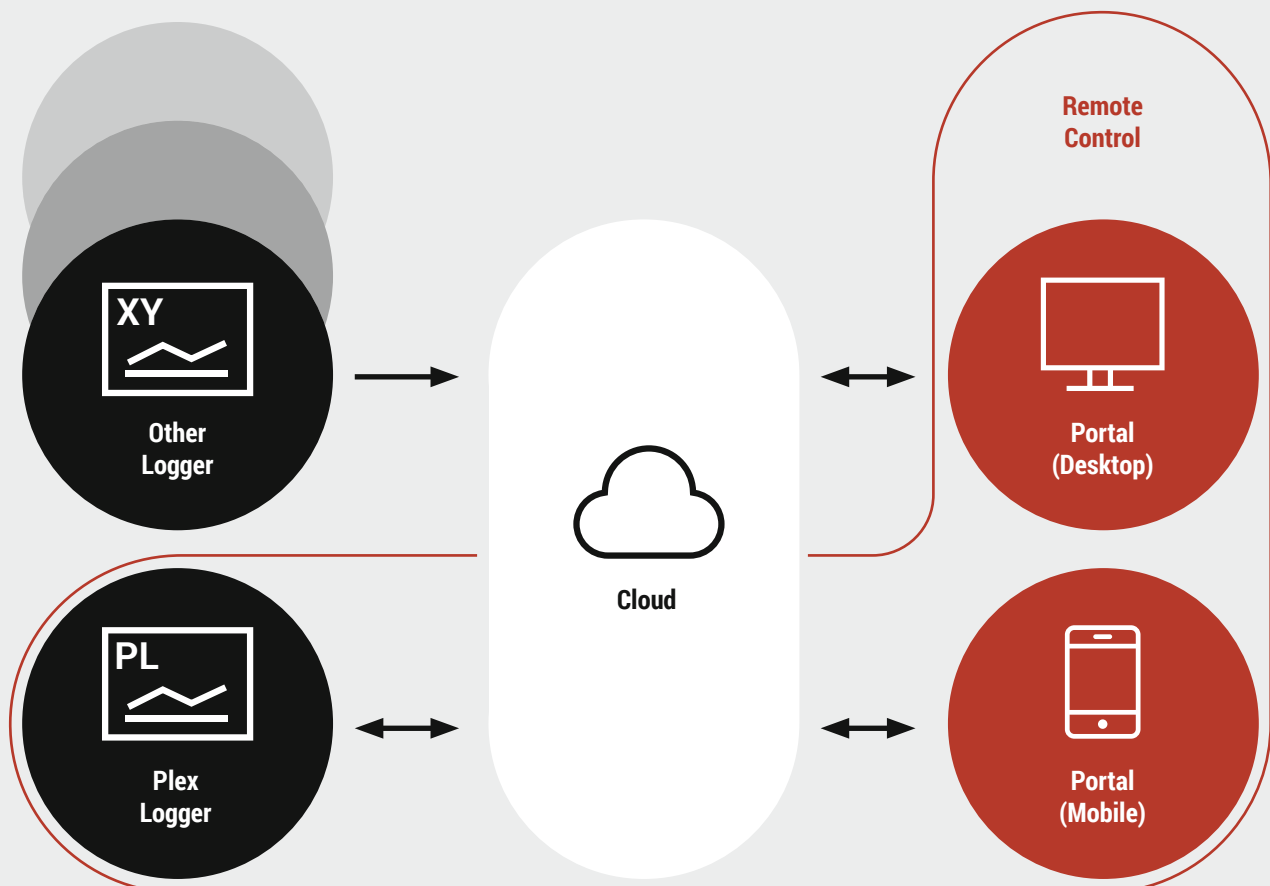 Remote
Control
XY
Other
Logger
Portal
(Desktop)
Cloud
PL
Plex
Logger
Portal
(Mobile)